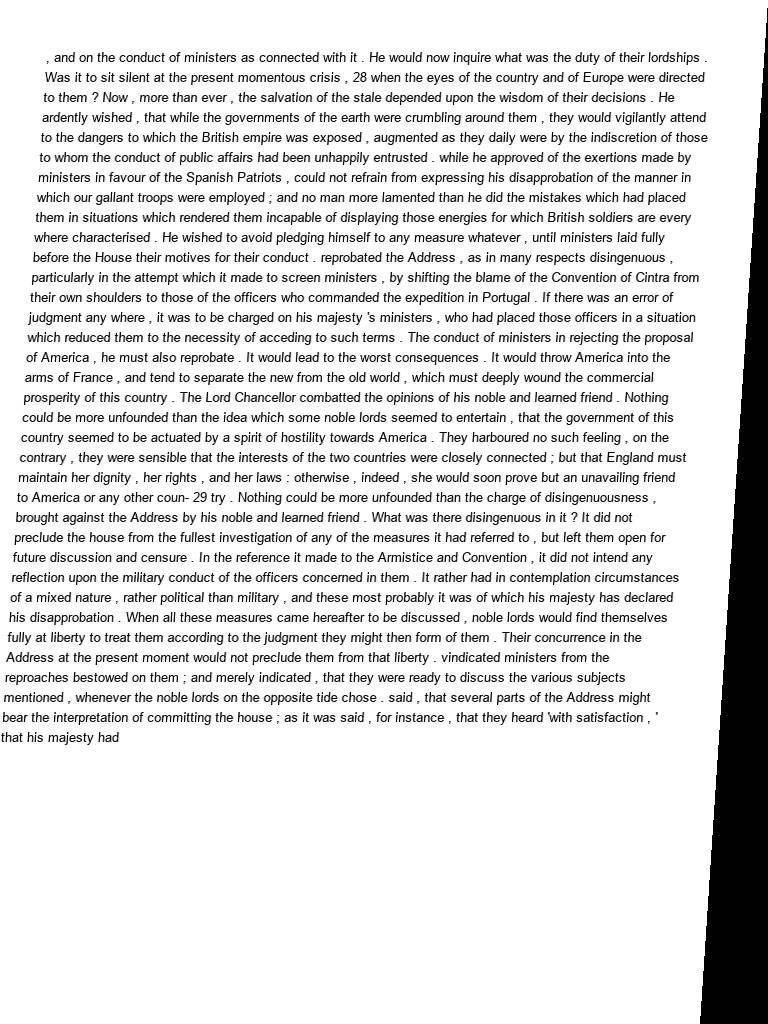 , and on the conduct of ministers as connected with it . He would now inquire what was the duty of their lordships .
Was it to sit silent at the present momentous crisis , 28 when the eyes of the country and of Europe were directed
to them ? Now , more than ever , the salvation of the stale depended upon the wisdom of their decisions . He
ardently wished , that while the governments of the earth were crumbling around them , they would vigilantly attend
to the dangers to which the British empire was exposed , augmented as they daily were by the indiscretion of those
to whom the conduct of public affairs had been unhappily entrusted . while he approved of the exertions made by
ministers in favour of the Spanish Patriots , could not refrain from expressing his disapprobation of the manner in
which our gallant troops were employed ; and no man more lamented than he did the mistakes which had placed
them in situations which rendered them incapable of displaying those energies for which British soldiers are every
where characterised . He wished to avoid pledging himself to any measure whatever , until ministers laid fully
before the House their motives for their conduct . reprobated the Address , as in many respects disingenuous ,
particularly in the attempt which it made to screen ministers , by shifting the blame of the Convention of Cintra from
their own shoulders to those of the officers who commanded the expedition in Portugal . If there was an error of
judgment any where , it was to be charged on his majesty 's ministers , who had placed those officers in a situation
which reduced them to the necessity of acceding to such terms . The conduct of ministers in rejecting the proposal
of America , he must also reprobate . It would lead to the worst consequences . It would throw America into the
arms of France , and tend to separate the new from the old world , which must deeply wound the commercial
prosperity of this country . The Lord Chancellor combatted the opinions of his noble and learned friend . Nothing
could be more unfounded than the idea which some noble lords seemed to entertain , that the government of this
country seemed to be actuated by a spirit of hostility towards America . They harboured no such feeling , on the
contrary , they were sensible that the interests of the two countries were closely connected ; but that England must
maintain her dignity , her rights , and her laws : otherwise , indeed , she would soon prove but an unavailing friend
to America or any other coun- 29 try . Nothing could be more unfounded than the charge of disingenuousness ,
brought against the Address by his noble and learned friend . What was there disingenuous in it ? It did not
preclude the house from the fullest investigation of any of the measures it had referred to , but left them open for
future discussion and censure . In the reference it made to the Armistice and Convention , it did not intend any
reflection upon the military conduct of the officers concerned in them . It rather had in contemplation circumstances
of a mixed nature , rather political than military , and these most probably it was of which his majesty has declared
his disapprobation . When all these measures came hereafter to be discussed , noble lords would find themselves
fully at liberty to treat them according to the judgment they might then form of them . Their concurrence in the
Address at the present moment would not preclude them from that liberty . vindicated ministers from the
reproaches bestowed on them ; and merely indicated , that they were ready to discuss the various subjects
mentioned , whenever the noble lords on the opposite tide chose . said , that several parts of the Address might
bear the interpretation of committing the house ; as it was said , for instance , that they heard 'with satisfaction , '
that his majesty had